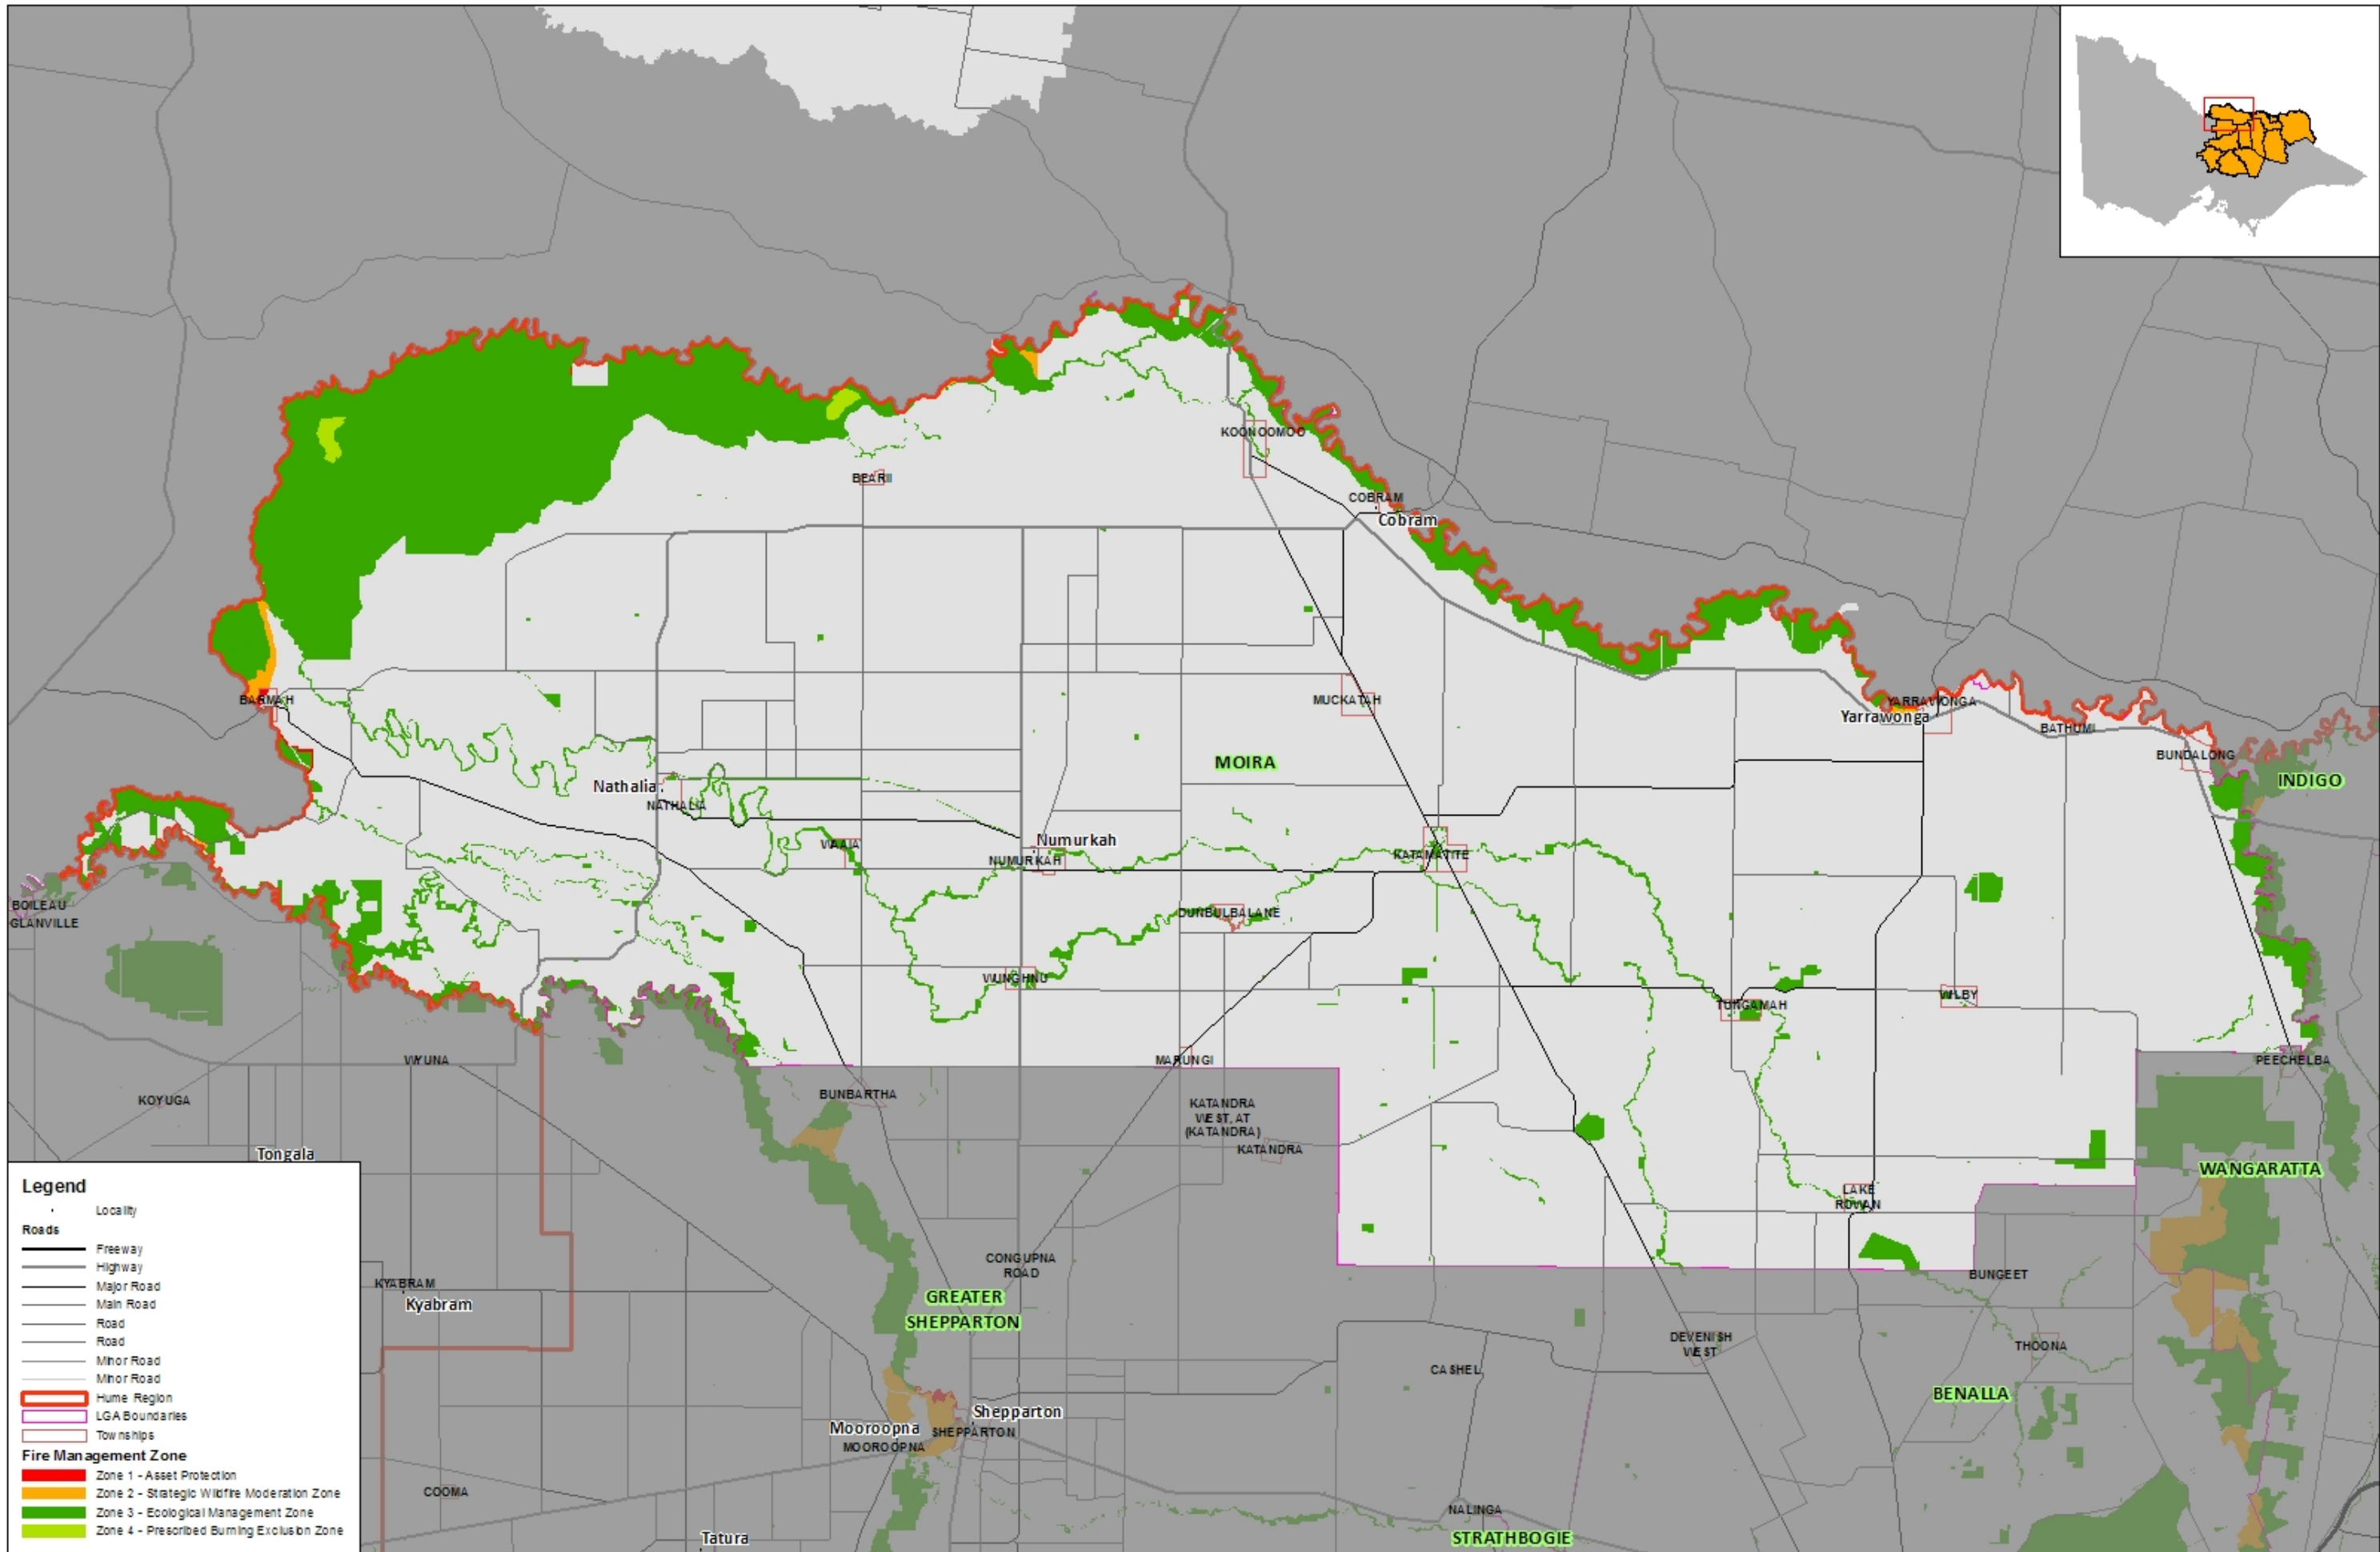 KOONOOMOO
BEARII
COBRAM
Cobram
BARMAH
MUCKATAH
YARRAWONGA
Yarrawonga
BATHUMI
BUNDALONG
MOIRA
INDIGO
Nathalia
NATHALIA
WAAIA
Numurkah
NUMURKAH
KATAMATITE
BOILEAU
GLANVILLE
DUNBULBALANE
WUNGHNU
TUNGAMAH
WILBY
WYUNA
MARUNGI
PEECHELBA
KOYUGA
BUNBARTHA
KATANDRA
WEST, AT
(KATANDRA)
KATANDRA
Tongala
WANGARATTA
LAKE
ROWAN
CONGUPNA
ROAD
BUNGEET
KYABRAM
Kyabram
GREATER
SHEPPARTON
DEVENISH
WEST
THOONA
CASHEL
BENALLA
Shepparton
Mooroopna
SHEPPARTON
MOOROOPNA
COOMA
NALINGA
Tatura
STRATHBOGIE
Legend
Locality
Roads
Freeway
Highway
Major Road
Main Road
Road
Road
Minor Road
Minor Road
Hume Region
LGA Boundaries
Townships
Fire Management Zone
Zone 1 - Asset Protection
Zone 2 - Strategic Wildfire Moderation Zone
Zone 3 - Ecological Management Zone
Zone 4 - Prescribed Burning Exclusion Zone